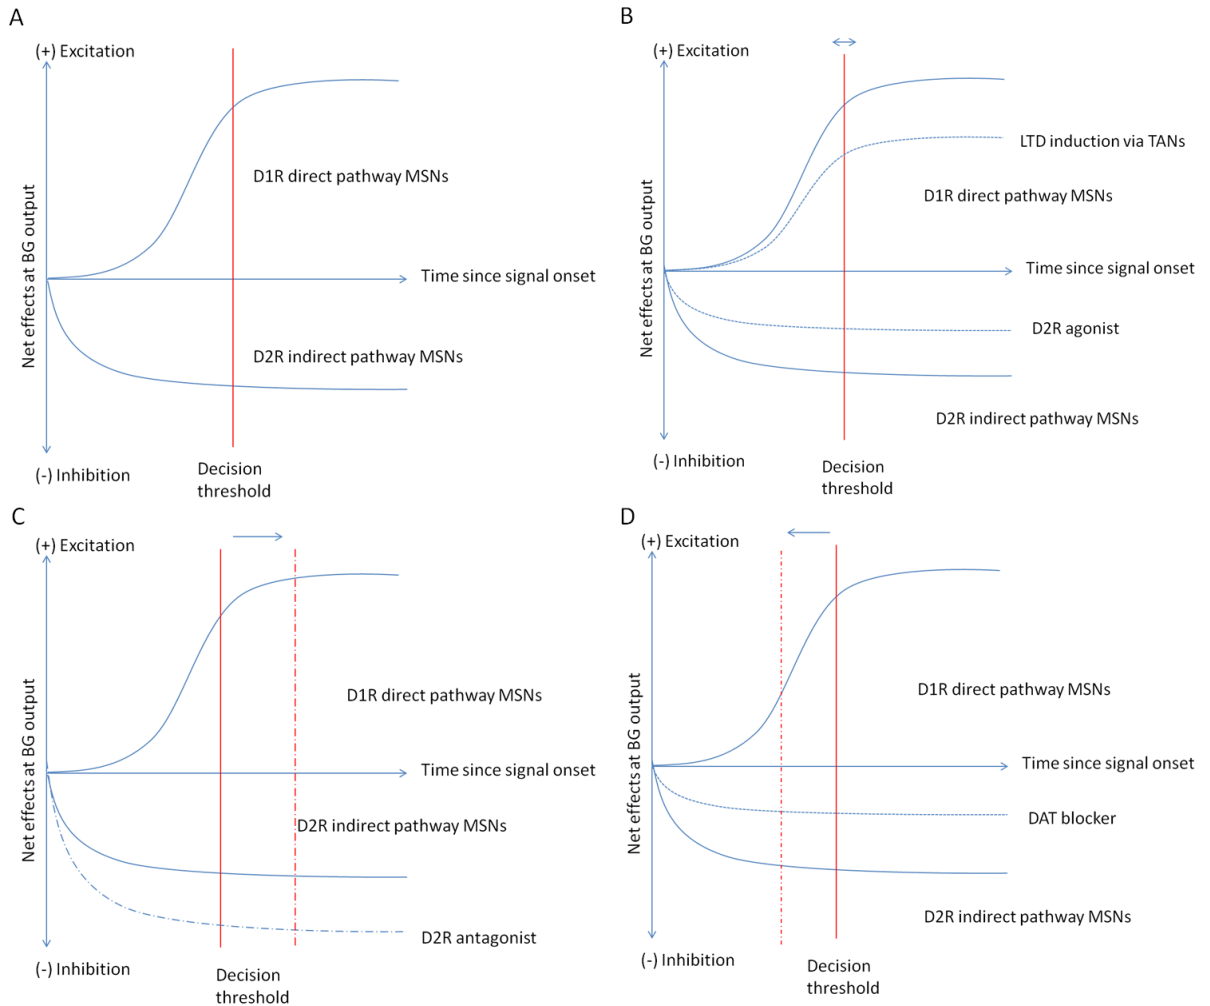 A
(+) Excitation
Net effects at BG output
D1R direct pathway MSNs
Time since signal onset
D2R indirect pathway MSNs
(-) Inhibition
Decision
threshold
B
(+) Excitation
Net effects at BG output
LTD induction via TANs
D1R direct pathway MSNs
Time since signal onset
D2R agonist
D2R indirect pathway MSNs
(-) Inhibition
Decision
threshold
C
(+) Excitation
Net effects at BG output
D1R direct pathway MSNs
Time since signal onset
D2R indirect pathway MSNs
D2R antagonist
(-) Inhibition
Decision
threshold
D
(+) Excitation
Net effects at BG output
D1R direct pathway MSNs
Time since signal onset
DAT blocker
D2R indirect pathway MSNs
(-) Inhibition
Decision
threshold